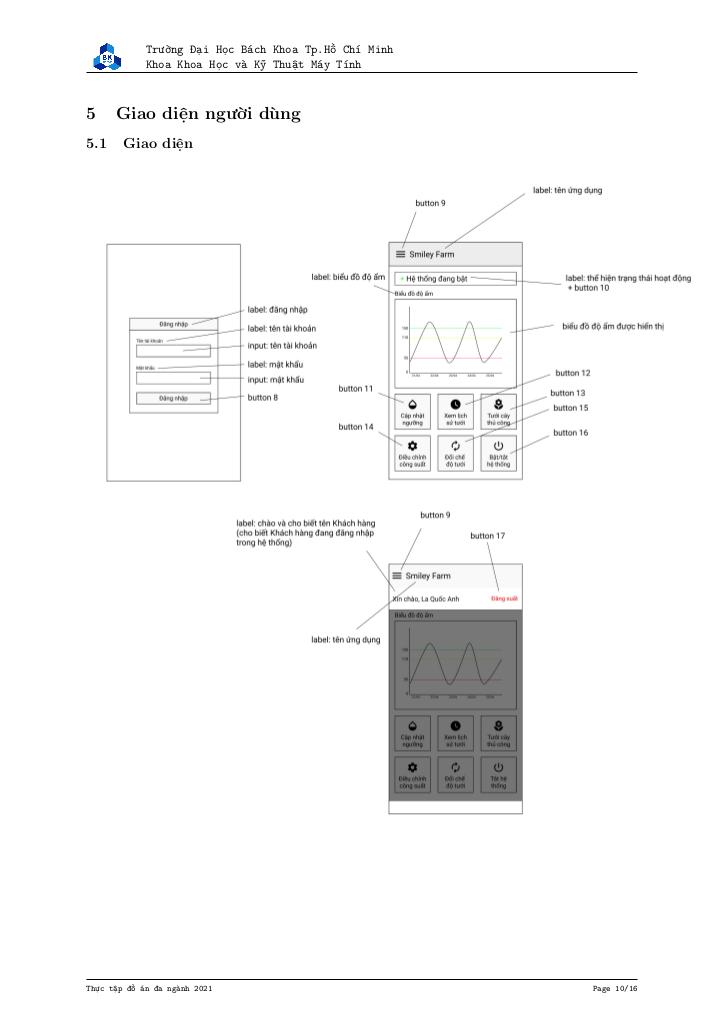 Trường Đại Học Bách Khoa Tp.Hồ Chí Minh
Khoa Khoa Học và Kỹ Thuật Máy Tính
5 Giao diện người dùng
5.1 Giao diện
label: tên ứng dụng
button 9
Smiley Farm
label: biểu đồ độ ẩm
+ Hệ thống đang bật
label: thể hiện trạng thái hoạt động
+ button 10
Biểu đồ độ ẩm
label: đăng nhập
Đăng nhập
label: tên tài khoản
Tên tài khoản
input: tên tài khoản
label: mật khẩu
Mật khẩu
input: mật khẩu
button 8
Đăng nhập
biểu đồ độ ẩm được hiển thị
button 12
button 11
button 13
button 15
Cập nhật
ngưỡng
Xem lịch
sử tưới
Tưới cây
thủ công
button 14
button 16
Điều chỉnh
công suất
Đổi chế
độ tưới
Bật/tắt
hệ thống
button 9
label: chào và cho biết tên Khách hàng
(cho biết Khách hàng đang đăng nhập
trong hệ thống)
button 17
Smiley Farm
Xin chào, La Quốc Anh
Đăng xuất
Biểu đồ độ ẩm
label: tên ứng dụng
Cập nhật
ngưỡng
Xem lịch
sử tưới
Tưới cây
thủ công
Điều chỉnh
công suất
Đổi chế
độ tưới
Tắt hệ
thống
Thực tập đồ án đa ngành 2021
Page 10/16